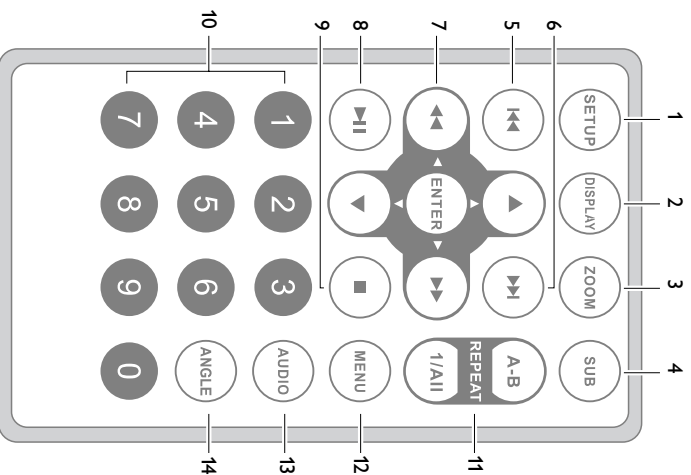 1 2 3 4
SETUP DISPLAY ZOOM SUB
6
5
A-B
REPEAT 11
7 ENTER
1/All
8 MENU 12
9
1 2 3 AUDIO 13
10 4 5 6 ANGLE 14
7 8 9 0